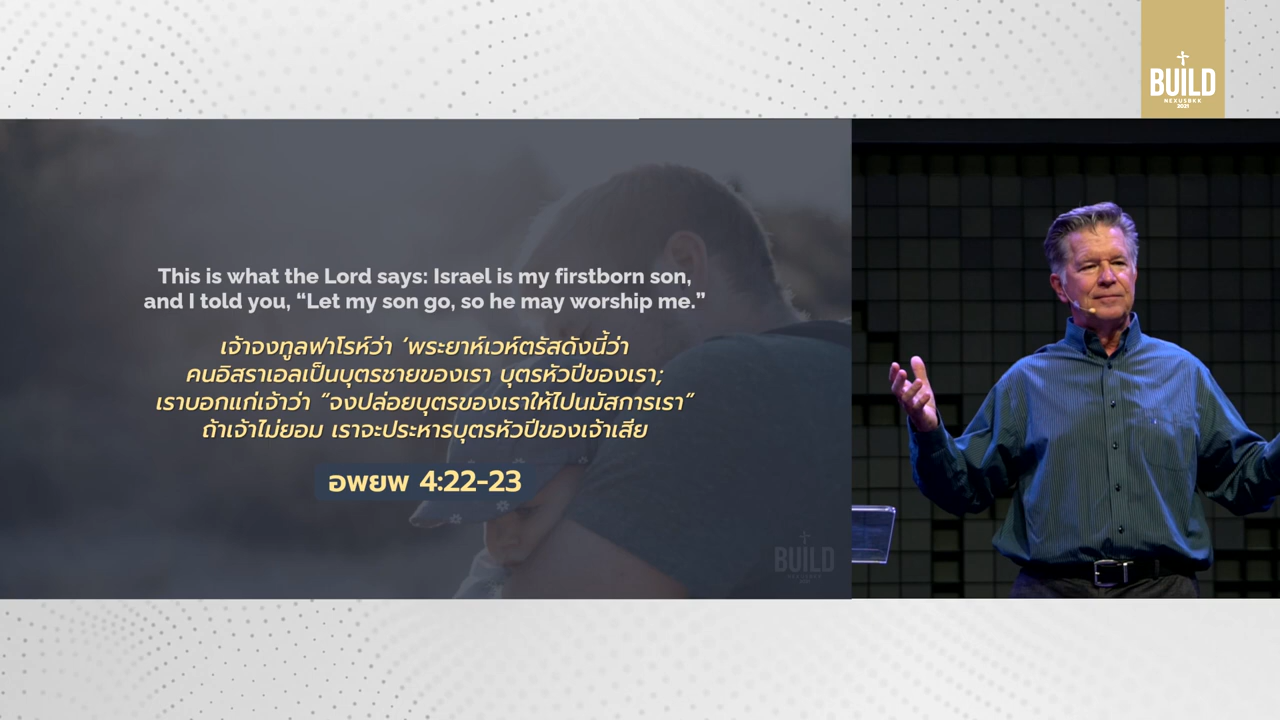 BUILD
NEXUSBKK
2021
This is what the Lord says: Israel is my firstborn son,
and I told you, “Let my son go, so he may worship me.”
เจ้าจงทูลฟาโรห์ว่า ‘พระยาห์เวห์ตรัสดังนี้ว่า
คนอิสราเอลเป็นบุตรชายของเรา บุตรหัวปีของเรา;
เราบอกแก่เจ้าว่า “จงปล่อยบุตรของเราให้ไปนมัสการเรา”
ถ้าเจ้าไม่ยอม เราจะประหารบุตรหัวปีของเจ้าเสีย
อพยพ 4:22-23
BUILD